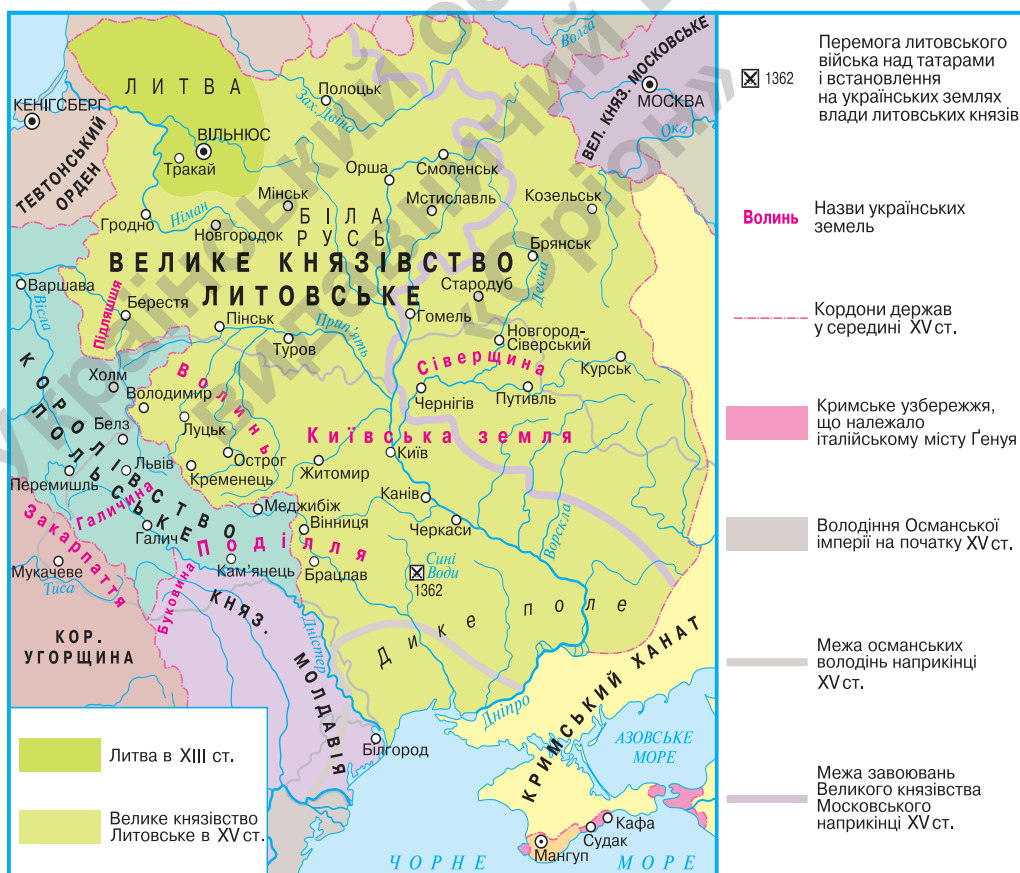 Український о
видавничий
«Оріон»
ЛИТВА
Полоцьк
Зах. Двіна
Волга
ВЕЛ. КНЯЗ. МОСКОВСЬКЕ
МОСКВА
Ока
КЕНІГСБЕРГ
ТЕВТОНСЬКИЙ
ОРДЕН
ВІЛЬНЮС
Тракай
Орша
Смоленськ
Мінськ
Мстиславль
Козельськ
Гродно
Німан
Новгородок
БІЛА
РУСЬ
Брянськ
ВЕЛИКЕ КНЯЗІВСТВО
ЛИТОВСЬКЕ
Стародуб
Десна
Варшава
Вісла
Підляшшя
Берестя
Пінськ
Прип'ять
Гомель
Туров
Новгород-
Сіверський
Сіверщина
Курськ
Холм
Волинь
Володимир
Чернігів
Путивль
КОРОЛІВСТВО
ПОЛЬСЬКЕ
Белз
Луцьк
Київська земля
Острог
Київ
Львів
Кременець
Житомир
Перемишль
Галичина
Канів
Меджибіж
Вінниця
Черкаси
Ворскла
Закарпаття
Галич
Поділля
Мукачеве
Тиса
Кам'янець
Брацлав
Сині
Води
1362
Буковина
КНЯЗ.
МОЛДАВІЯ
Дністер
Дике поле
КОР.
УГОРЩИНА
Дніпро
КРИМСЬКИЙ ХАНАТ
Білгород
АЗОВСЬКЕ
МОРЕ
Кафа
Судак
Мангуп
ЧОРНЕ МОРЕ
Литва в XIII ст.
Велике князівство
Литовське в XV ст.
1362
Перемога литовського
війська над татарами
і встановлення
на українських землях
влади литовських князів
Волинь
Назви українських
земель
Кордони держав
у середині XV ст.
Кримське узбережжя,
що належало
італійському місту Ґенуя
Володіння Османської
імперії на початку XV ст.
Межа османських
володінь наприкінці
XV ст.
Межа завоювань
Великого князівства
Московського
наприкінці XV ст.